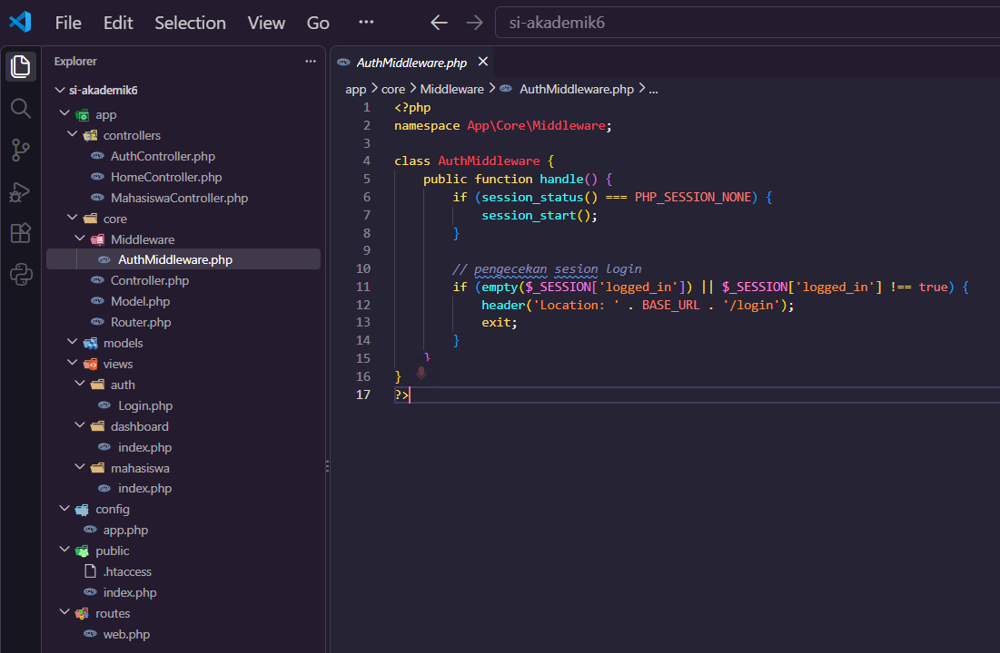 File Edit Selection View Go ··· ← → si-akademik6
Explorer ···
si-akademik6
app
controllers
AuthController.php
HomeController.php
MahasiswaController.php
core
Middleware
AuthMiddleware.php
Controller.php
Model.php
Router.php
models
views
auth
Login.php
dashboard
index.php
mahasiswa
index.php
config
app.php
public
.htaccess
index.php
routes
web.php
AuthMiddleware.php ×
app > core > Middleware > AuthMiddleware.php > ...
1 <?php
2 namespace App\Core\Middleware;
3
4 class AuthMiddleware {
5 public function handle() {
6 if (session_status() === PHP_SESSION_NONE) {
7 session_start();
8 }
9
10 // pengecekan sesion login
11 if (empty($_SESSION['logged_in']) || $_SESSION['logged_in'] !== true) {
12 header('Location: ' . BASE_URL . '/login');
13 exit;
14 }
15 }
16 }
17 ?>